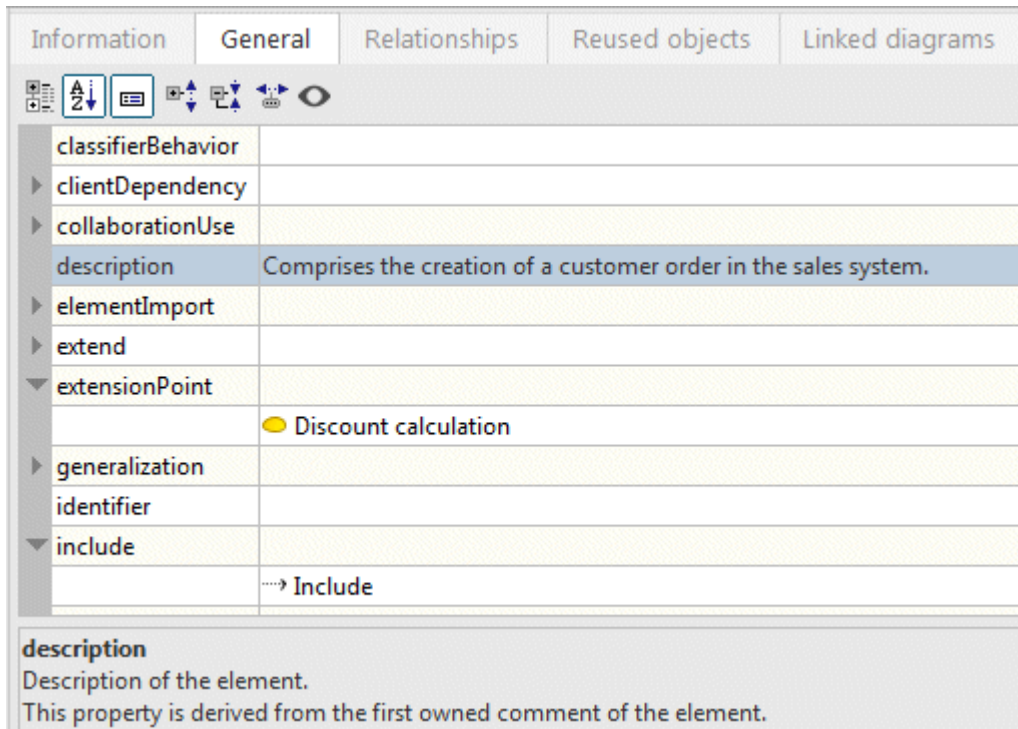 Information General Relationships Reused objects Linked diagrams
classifierBehavior
clientDependency
collaborationUse
description Comprises the creation of a customer order in the sales system.
elementImport
extend
extensionPoint
Discount calculation
generalization
identifier
include
Include
description
Description of the element.
This property is derived from the first owned comment of the element.